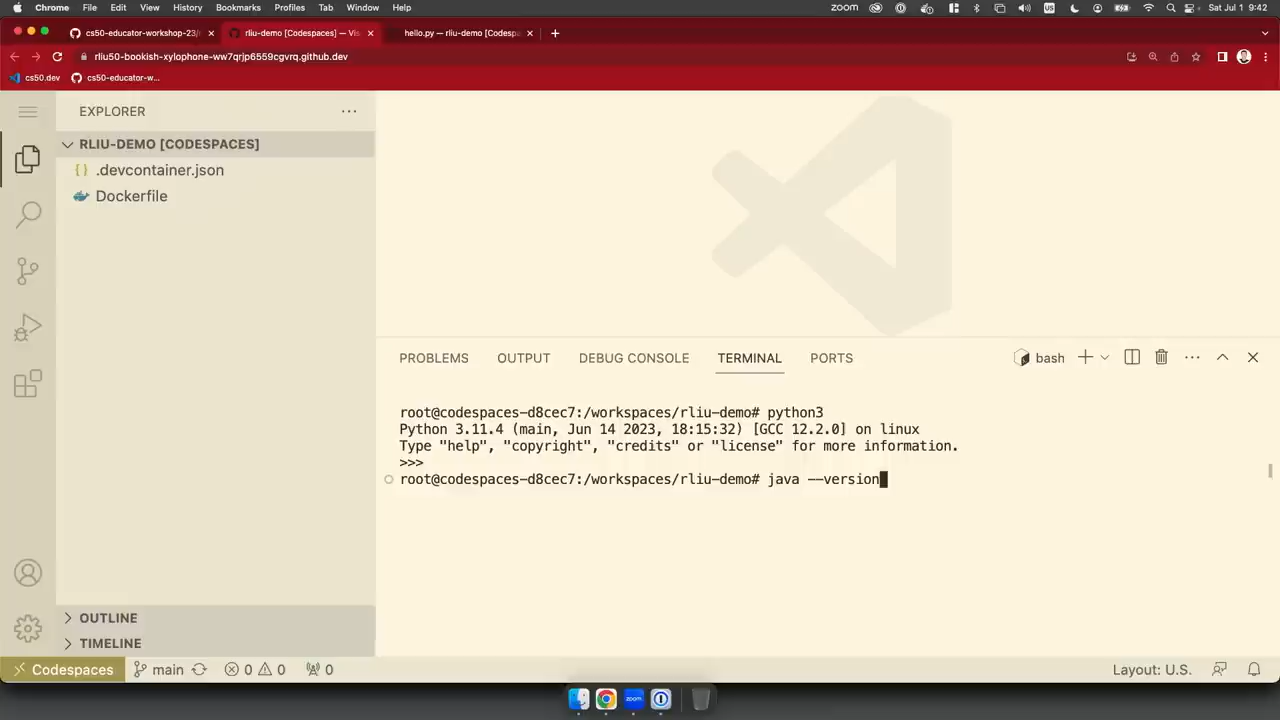 Chrome File Edit View History Bookmarks Profiles Tab Window Help zoom US Sat Jul 1 9:42
cs50-educator-workshop-23/r rliu-demo [Codespaces] — Vis hello.py — rliu-demo [Codespa
rliu50-bookish-xylophone-ww7qrjp6559cgvrq.github.dev
cs50.dev cs50-educator-w...
EXPLORER
RLIU-DEMO [CODESPACES]
.devcontainer.json
Dockerfile
PROBLEMS OUTPUT DEBUG CONSOLE TERMINAL PORTS bash
root@codespaces-d8cec7:/workspaces/rliu-demo# python3
Python 3.11.4 (main, Jun 14 2023, 18:15:32) [GCC 12.2.0] on linux
Type "help", "copyright", "credits" or "license" for more information.
>>>
root@codespaces-d8cec7:/workspaces/rliu-demo# java --version
OUTLINE
TIMELINE
Codespaces main 0 0 0 Layout: U.S.
zoom